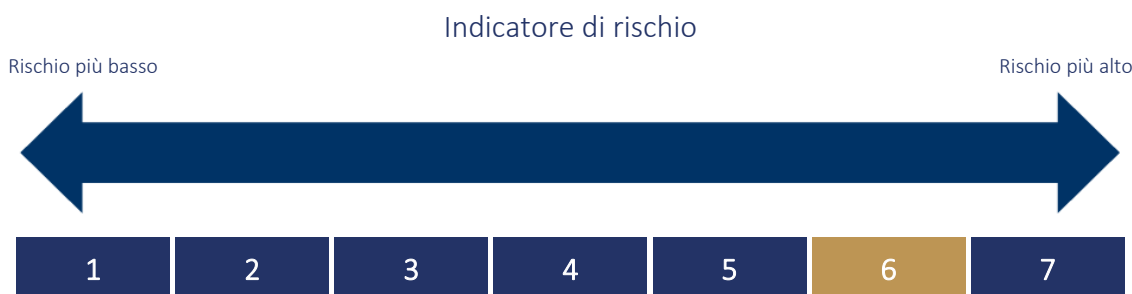 Indicatore di rischio
Rischio più basso Rischio più alto
1 2 3 4 5 6 7